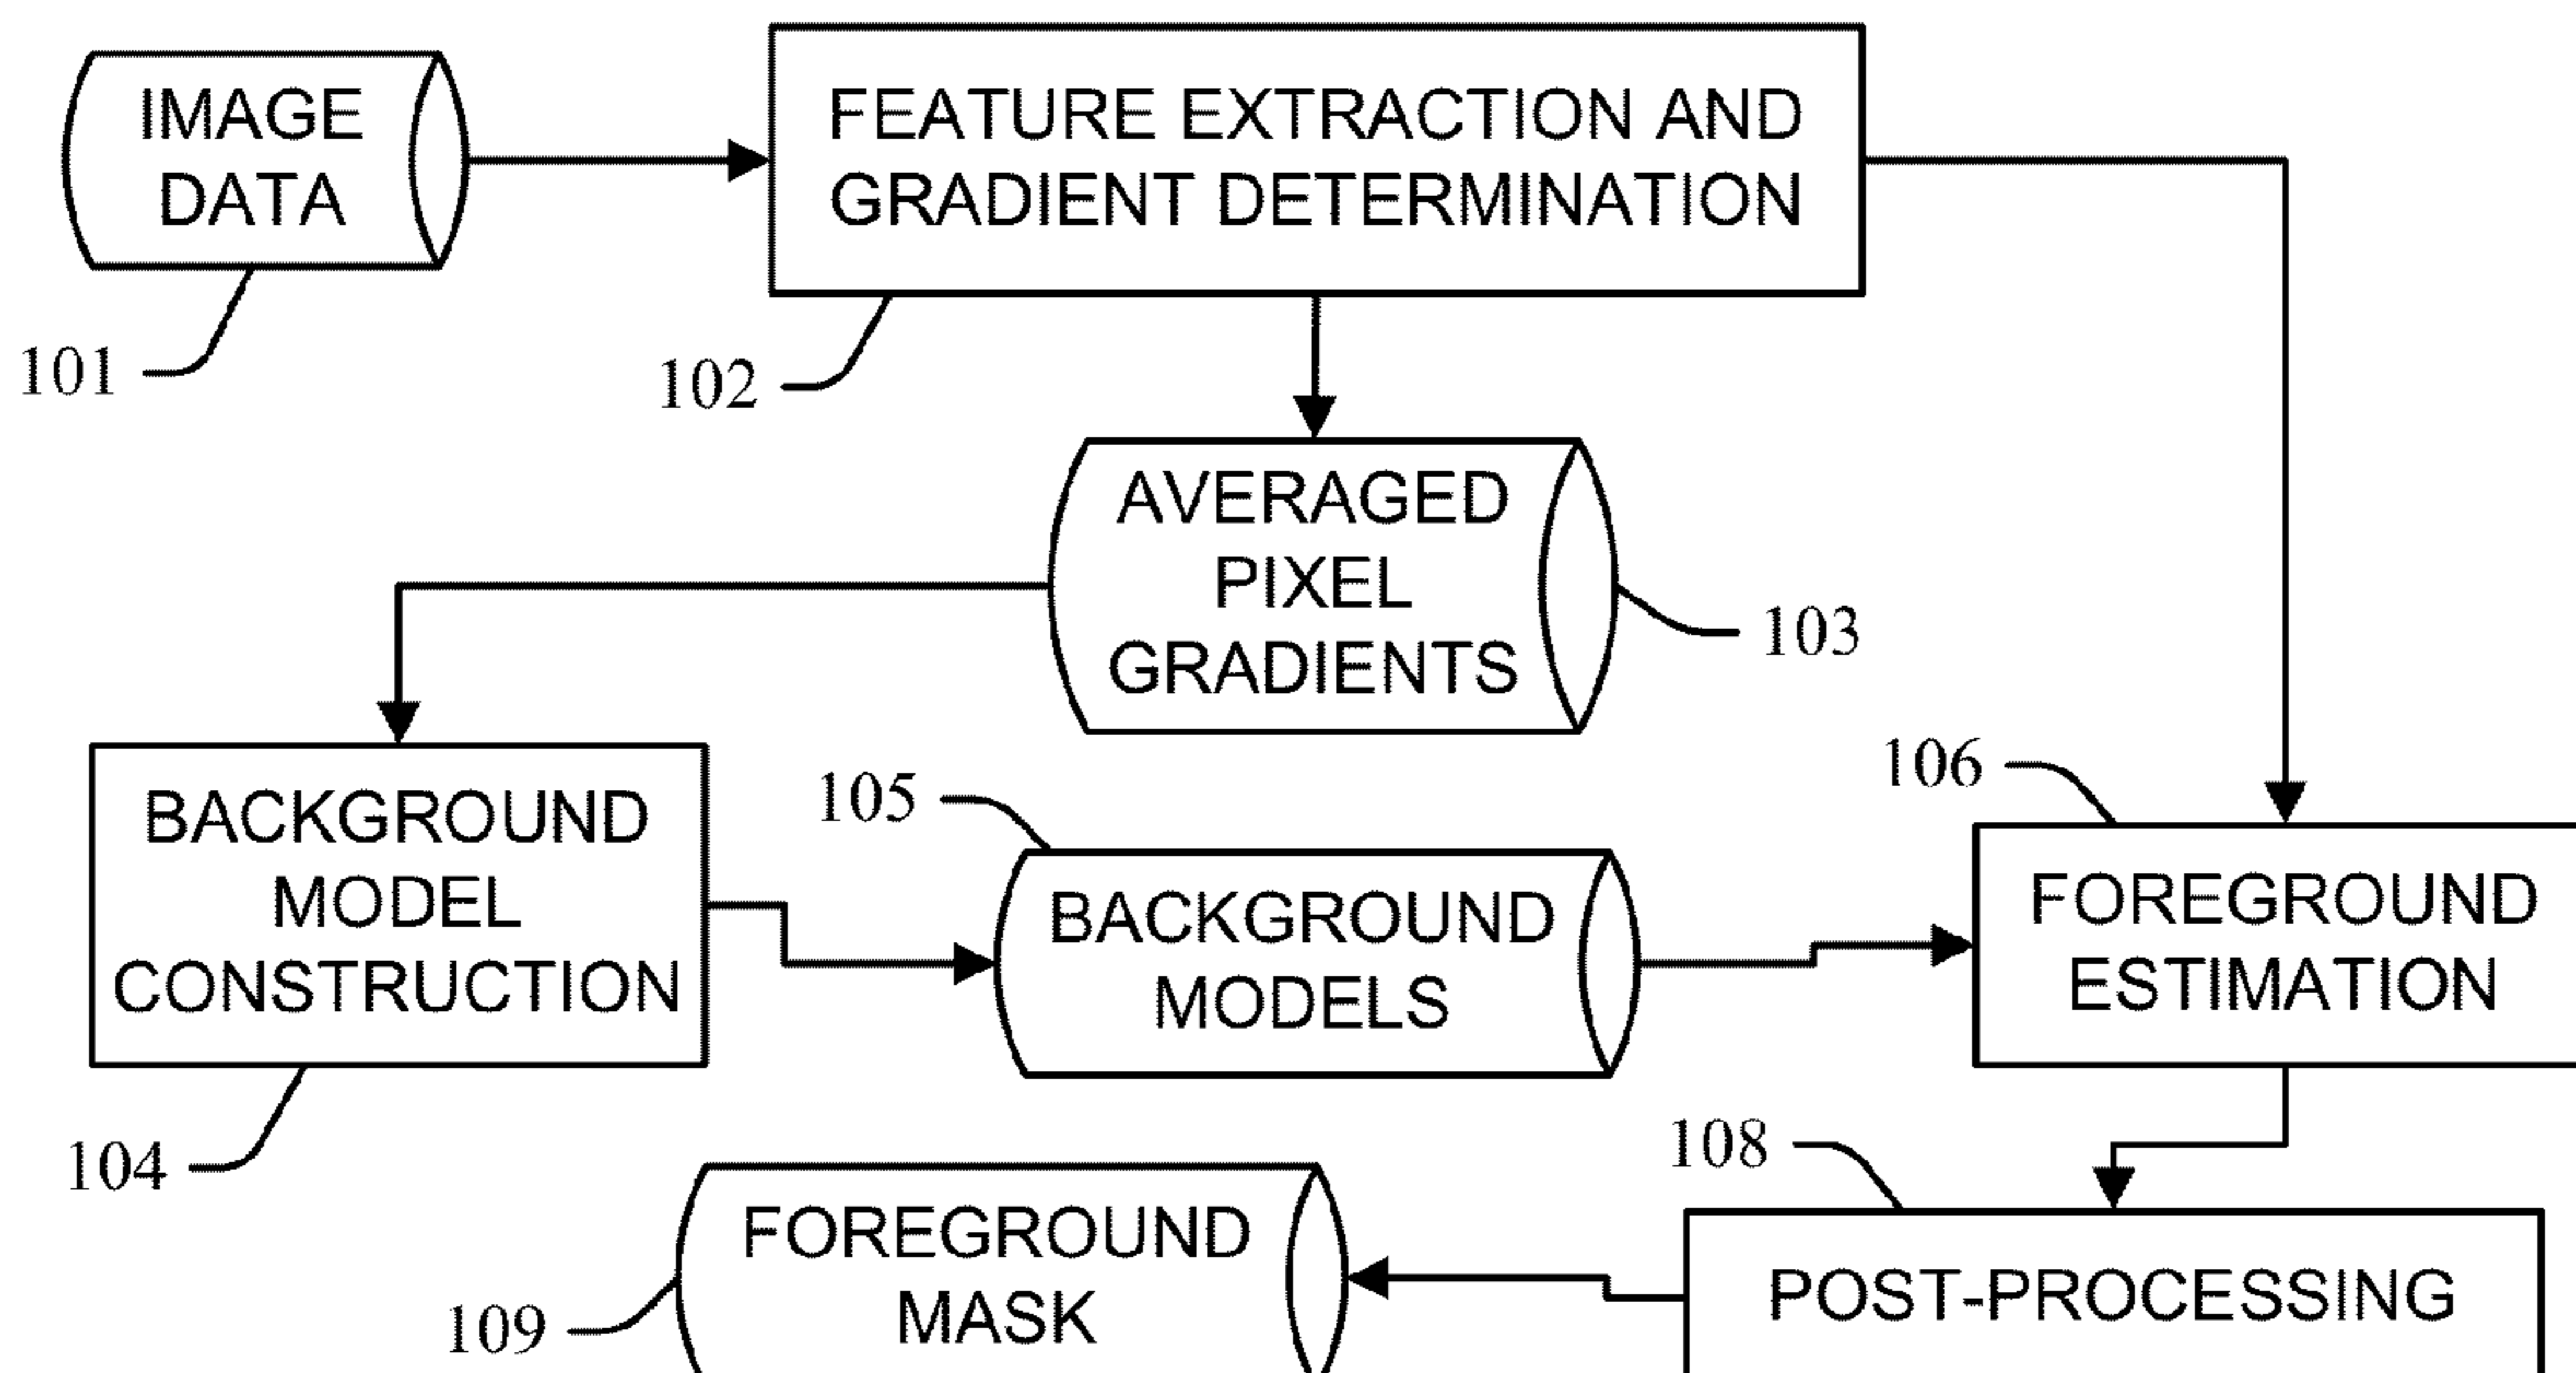 IMAGE
DATA
101
FEATURE EXTRACTION AND
GRADIENT DETERMINATION
102
AVERAGED
PIXEL
GRADIENTS
103
BACKGROUND
MODEL
CONSTRUCTION
104
105
BACKGROUND
MODELS
106
FOREGROUND
ESTIMATION
108
POST-PROCESSING
FOREGROUND
MASK
109